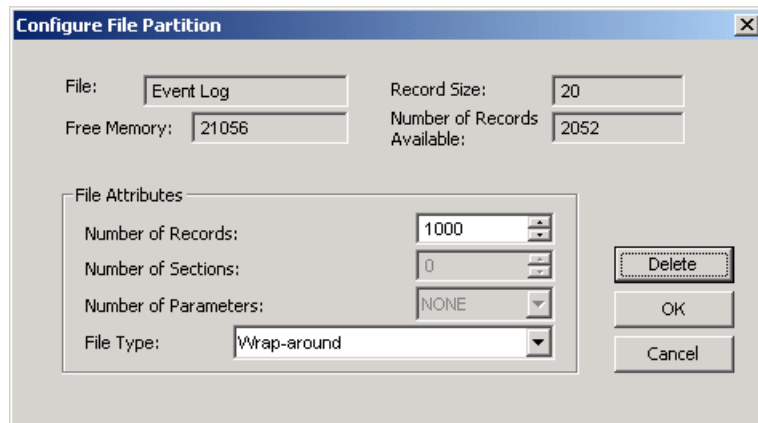 Configure File Partition
File: Event Log
Record Size: 20
Free Memory: 21056
Number of Records Available: 2052
File Attributes
Number of Records: 1000
Number of Sections: 0
Number of Parameters: NONE
File Type: Wrap-around
Delete
OK
Cancel